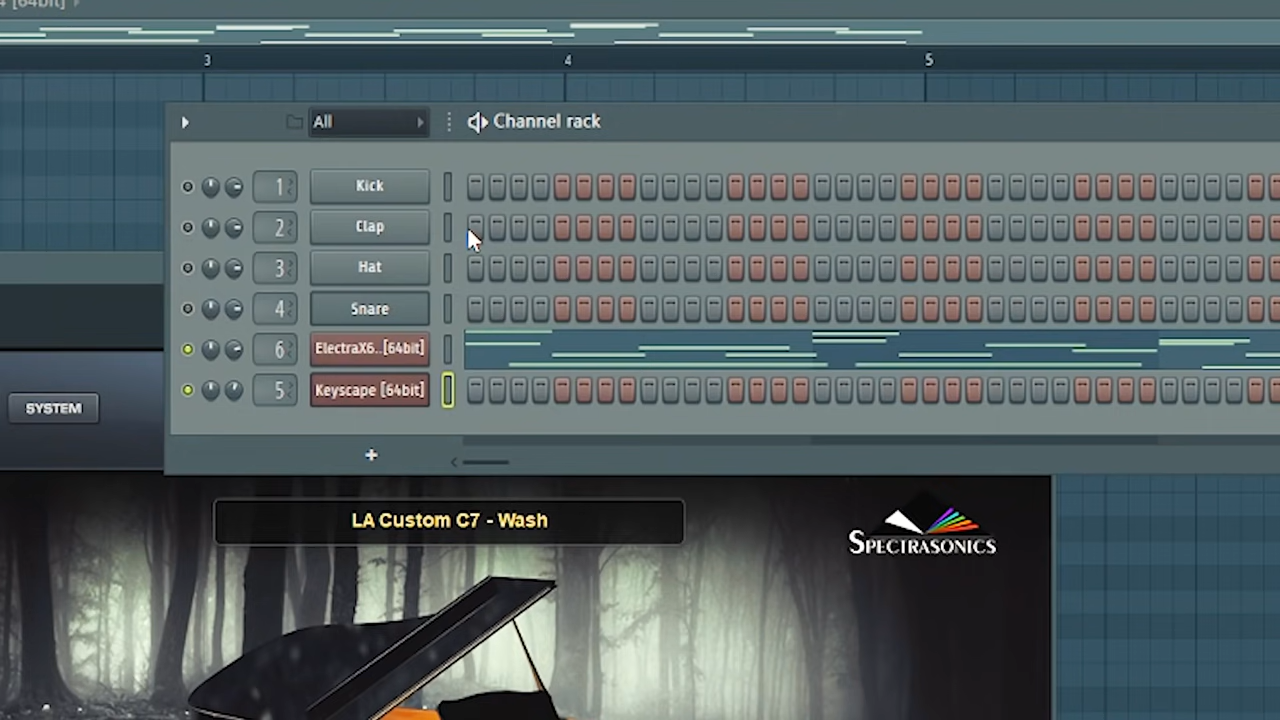 [64bit]
3 4 5
All Channel rack
1 Kick
2 Clap
3 Hat
4 Snare
6 ElectraX6..[64bit]
5 Keyscape [64bit]
SYSTEM
LA Custom C7 - Wash
SPECTRASONICS